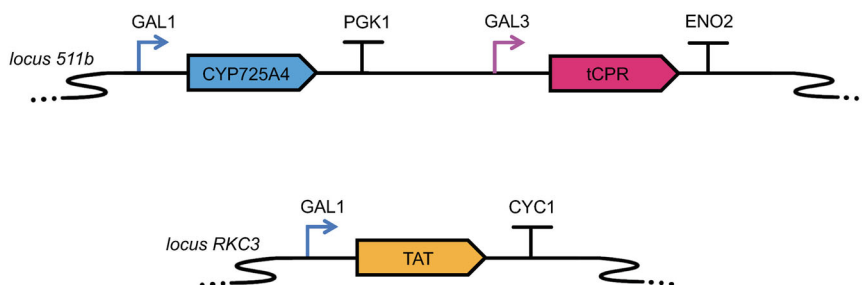 GAL1 PGK1 GAL3 ENO2
locus 511b
CYP725A4 tCPR
GAL1 CYC1
locus RKC3
TAT